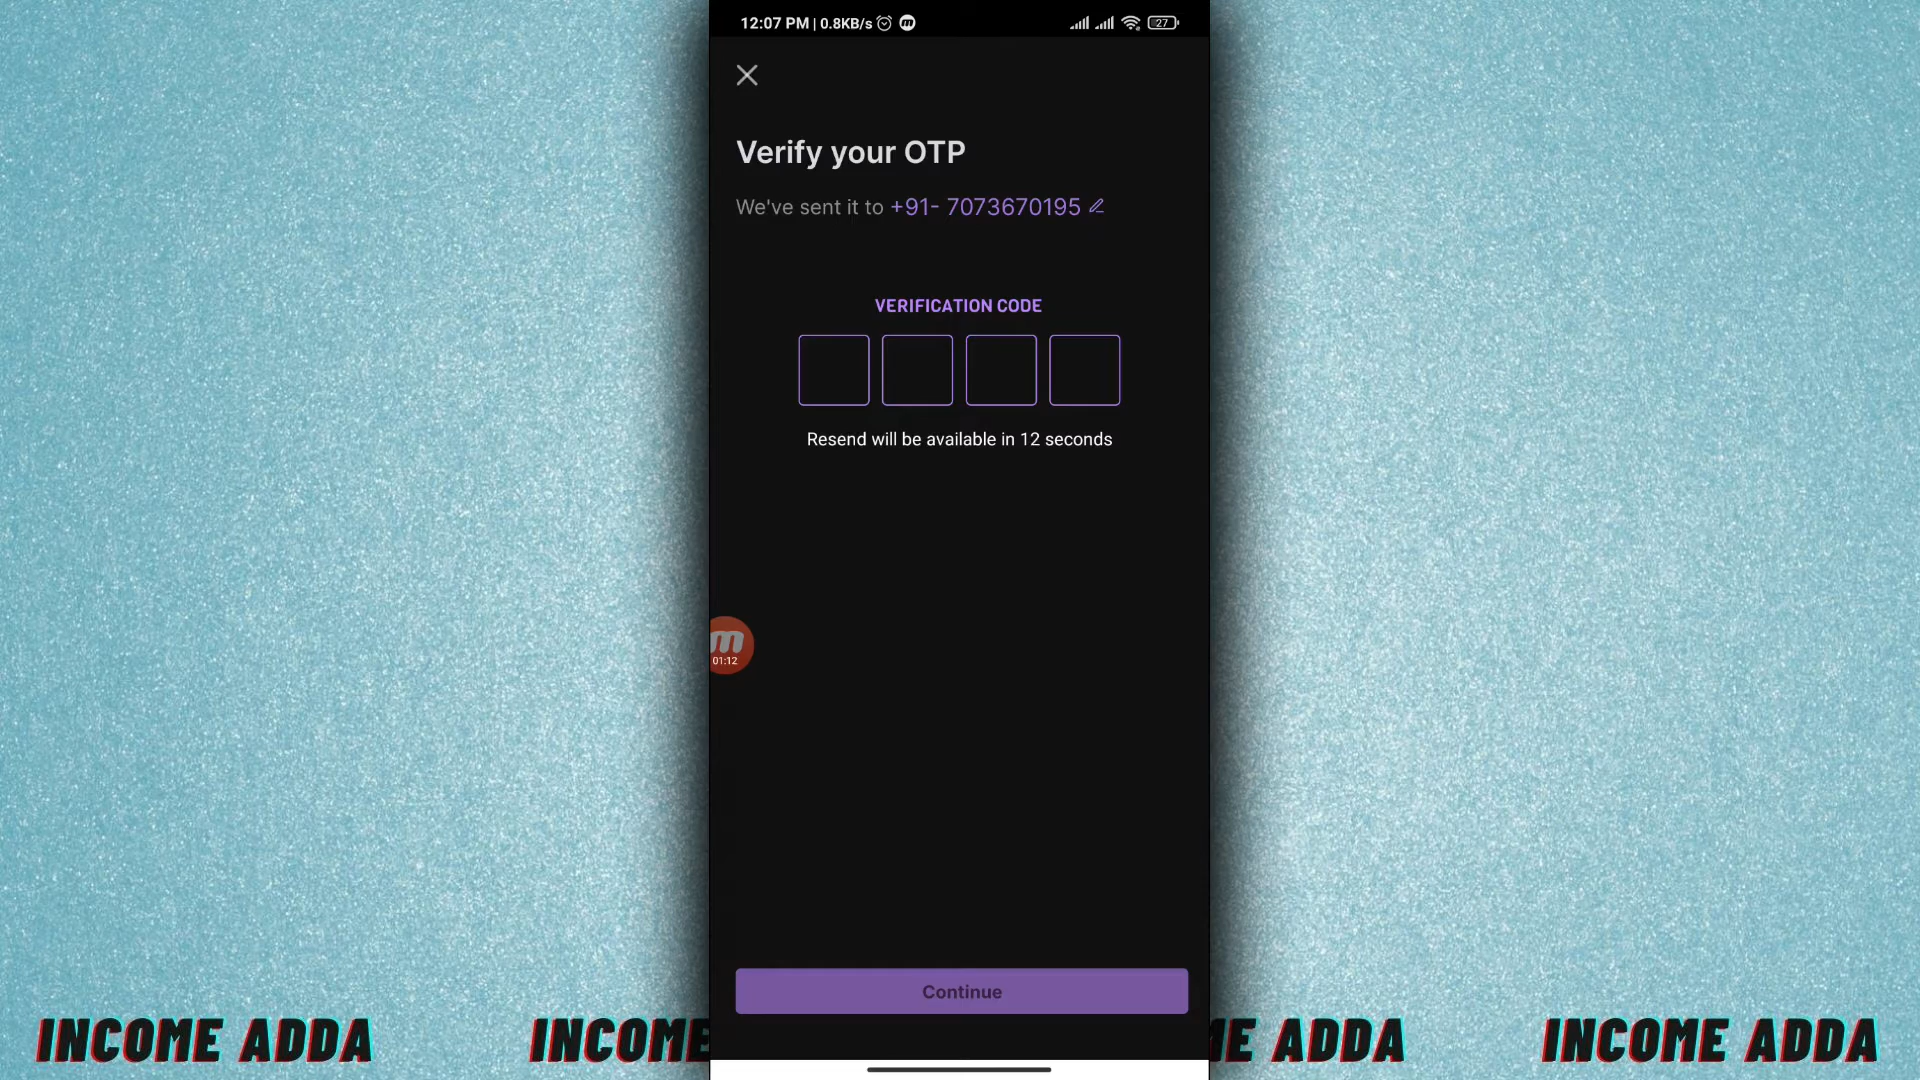 12:07 PM | 0.8KB/s
27
Verify your OTP
We've sent it to +91- 7073670195
VERIFICATION CODE
Resend will be available in 12 seconds
m
01:12
Continue
INCOME ADDA
INCOME
ME ADDA
INCOME ADDA